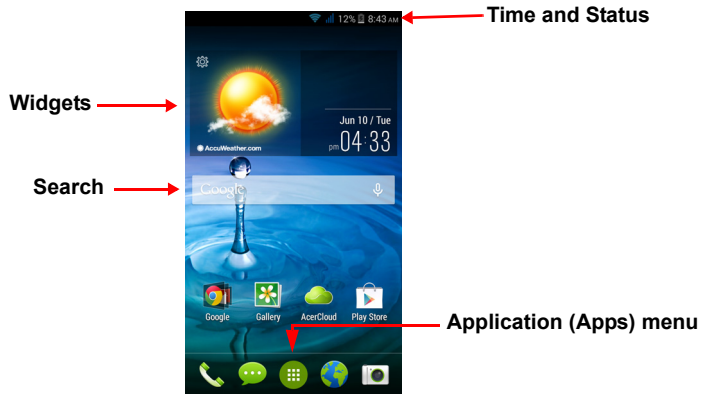 12% 8:43 AM
Time and Status
Widgets
Jun 10 / Tue
pm 04:33
AccuWeather.com
Search
Google
Google
Gallery
AcerCloud
Play Store
Application (Apps) menu